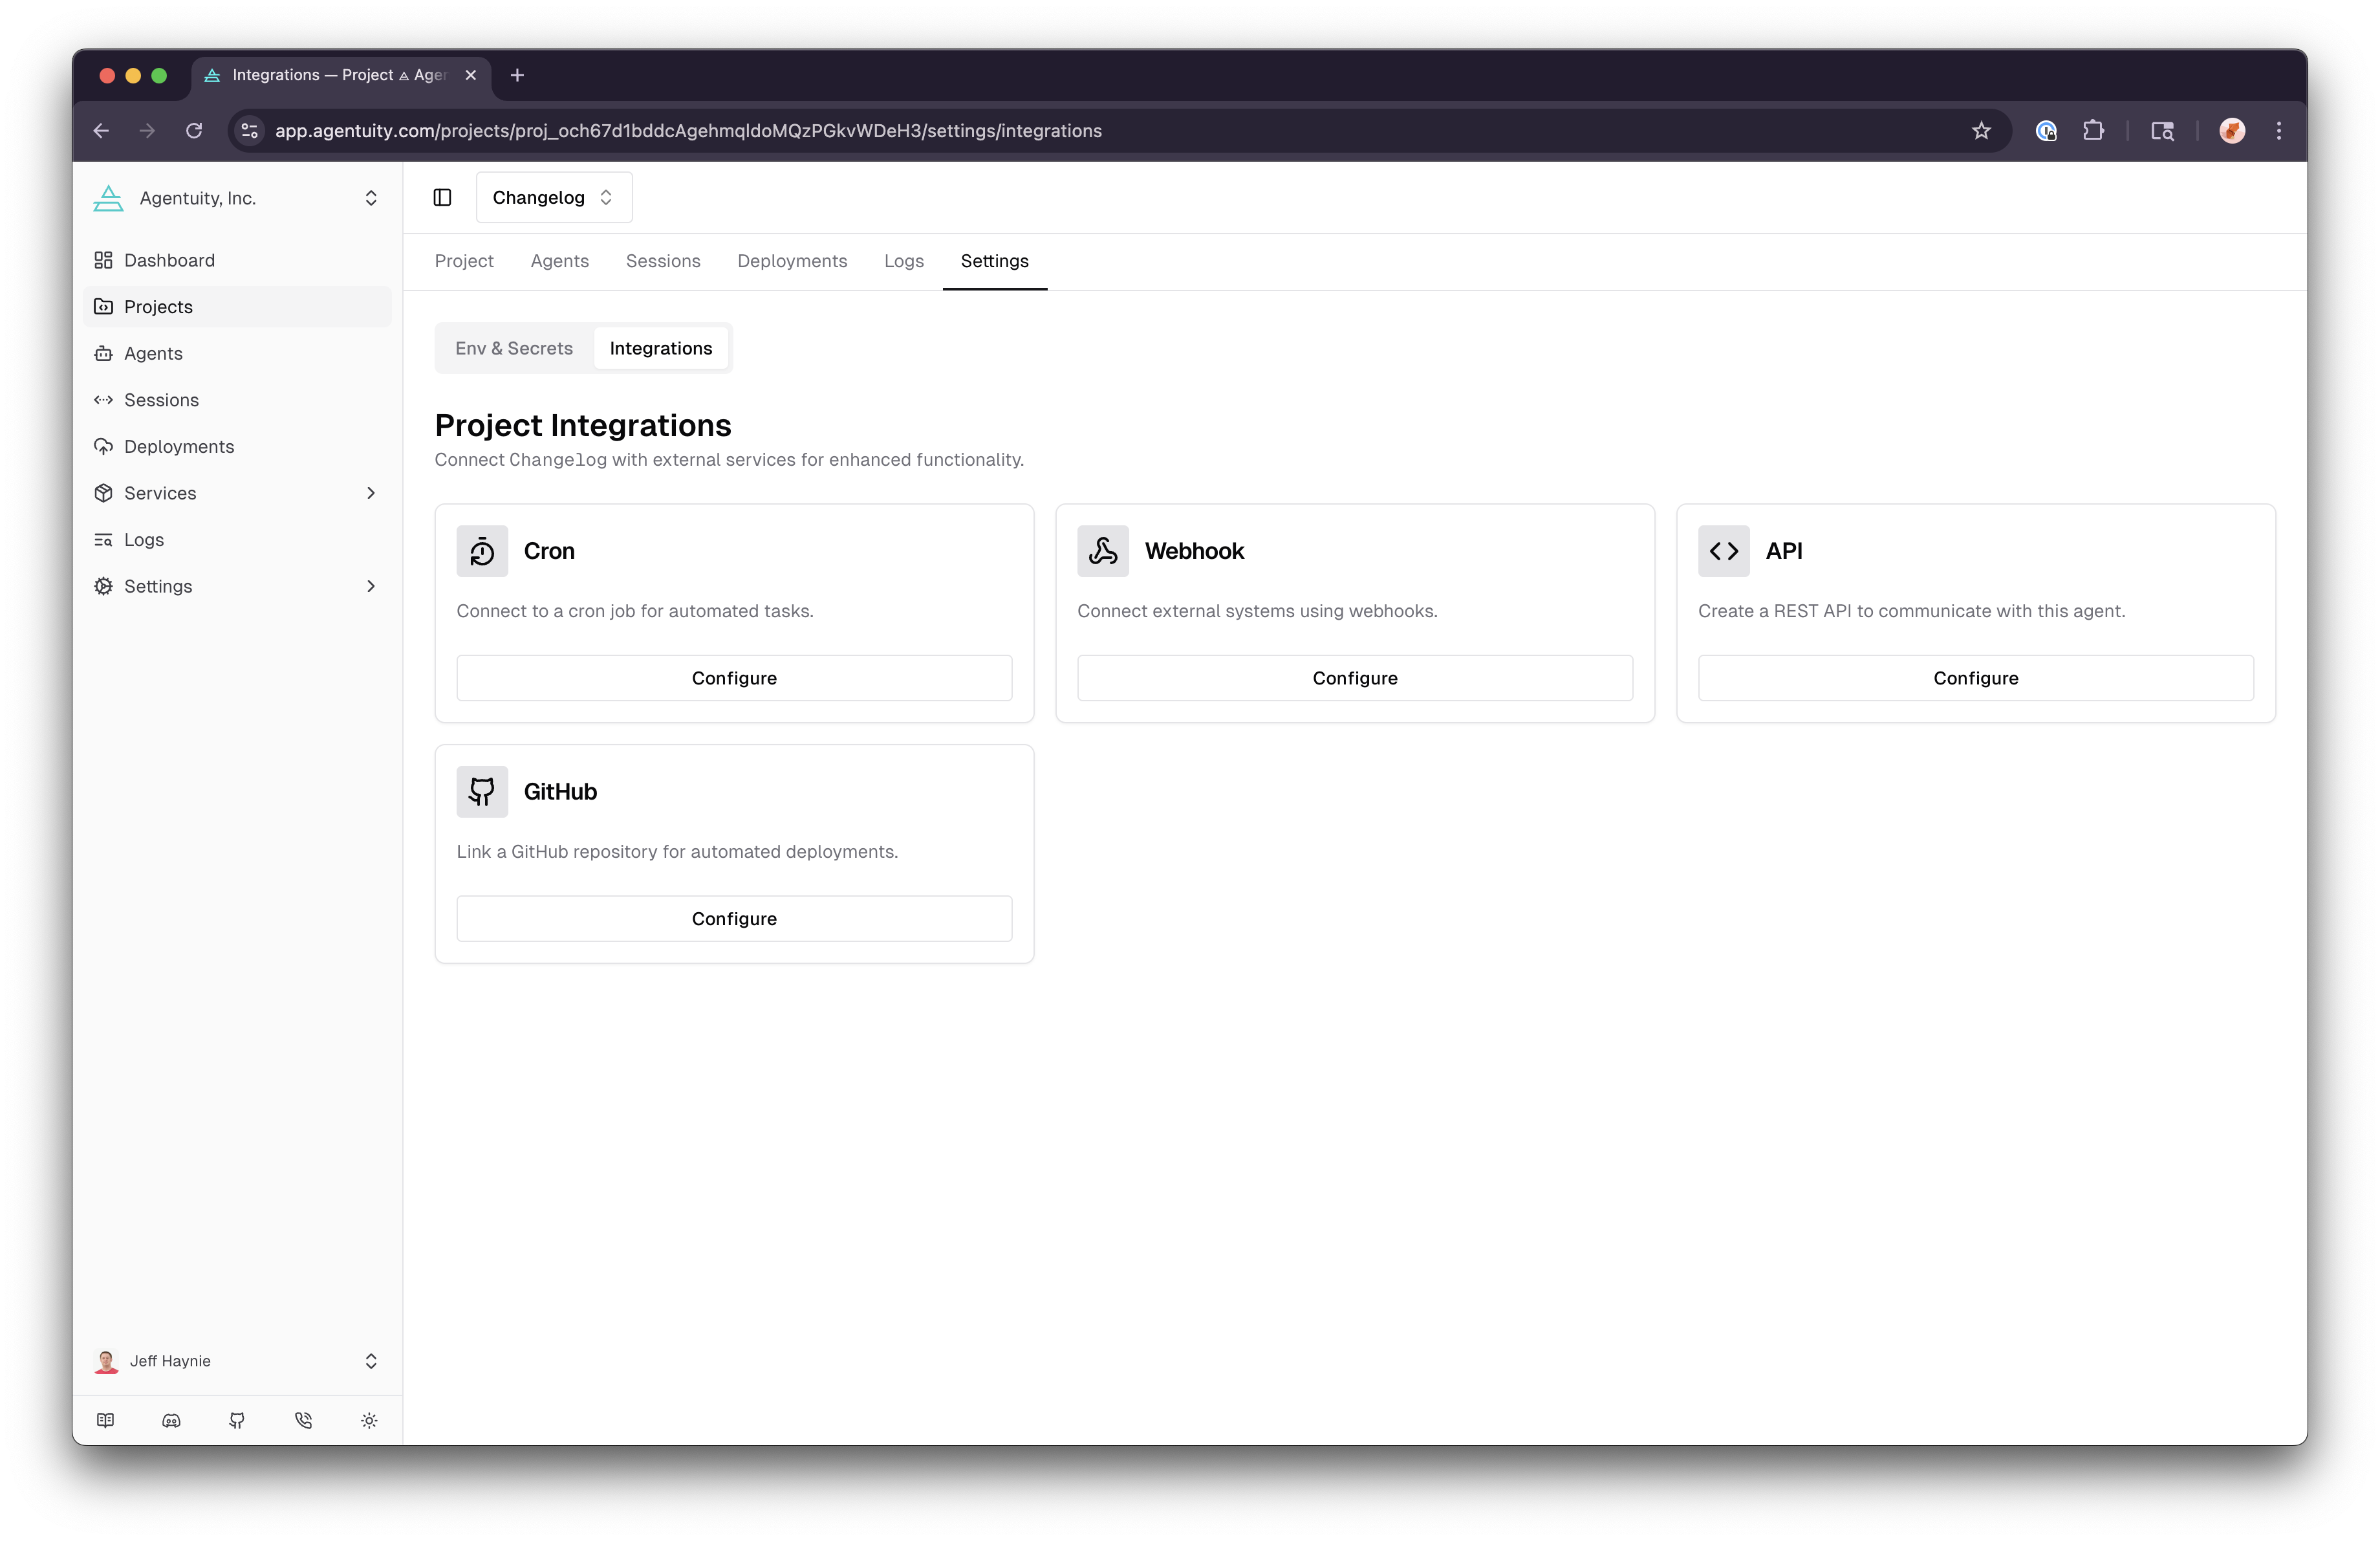 Integrations — Project Agen
app.agentuity.com/projects/proj_och67d1bddcAgehmqldoMQzPGkvWDeH3/settings/integrations
Agentuity, Inc.
Dashboard
Projects
Agents
Sessions
Deployments
Services
Logs
Settings
Jeff Haynie
Changelog
Project Agents Sessions Deployments Logs Settings
Env & Secrets Integrations
Project Integrations
Connect Changelog with external services for enhanced functionality.
Cron
Connect to a cron job for automated tasks.
Configure
Webhook
Connect external systems using webhooks.
Configure
API
Create a REST API to communicate with this agent.
Configure
GitHub
Link a GitHub repository for automated deployments.
Configure